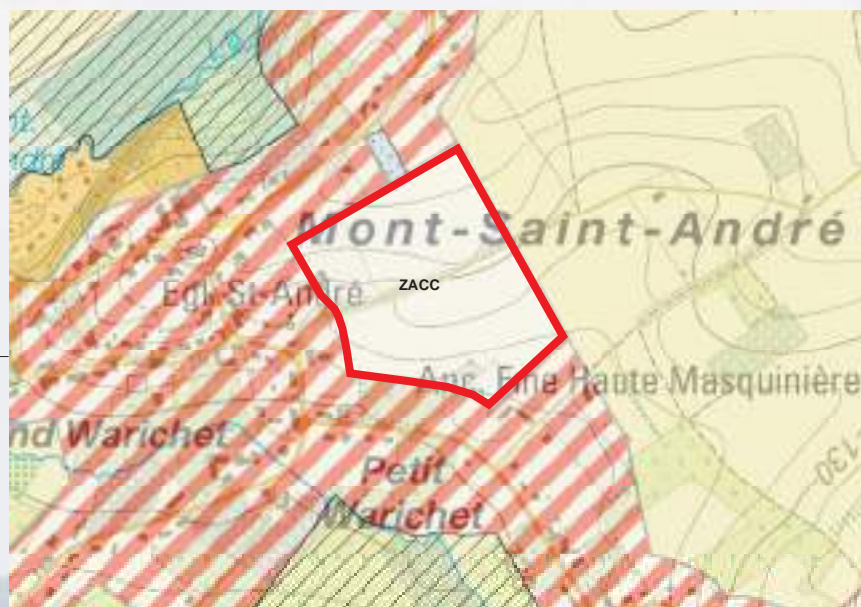 Mont-Saint-André
ZACC
Egl. St-André
Anc. Fme Haute Masquinière
nd Warichet
Petit
Warichet
130